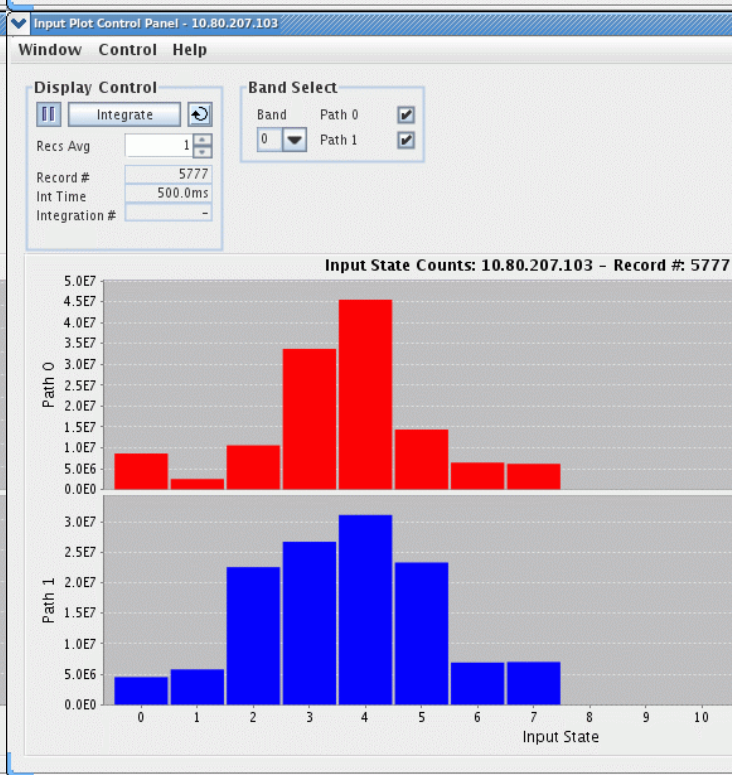 Input Plot Control Panel - 10.80.207.103
Window Control Help
Display Control
Integrate
Recs Avg 1
Record # 5777
Int Time 500.0ms
Integration # -
Band Select
Band Path 0
0 Path 1
Input State Counts: 10.80.207.103 - Record #: 5777
Path 0
5.0E7
4.5E7
4.0E7
3.5E7
3.0E7
2.5E7
2.0E7
1.5E7
1.0E7
5.0E6
0.0E0
Path 1
3.0E7
2.5E7
2.0E7
1.5E7
1.0E7
5.0E6
0.0E0
0 1 2 3 4 5 6 7 8 9 10
Input State